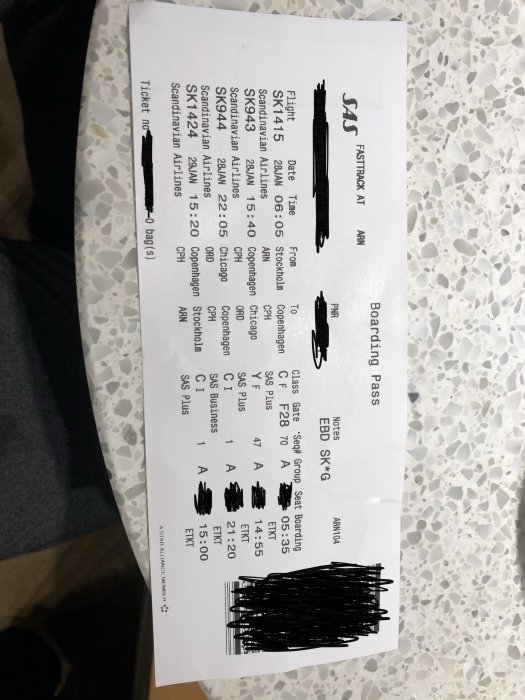 SAS FASTTRACK AT ARN Boarding Pass ARN104
PNR Notes
EBD SK*G
Flight Date Time From To Class Gate Seq# Group Seat Boarding
SK1415 28JAN 06:05 Stockholm Copenhagen C F F28 70 A 05:35
Scandinavian Airlines ARN CPH SAS Plus ETKT
SK943 28JAN 15:40 Copenhagen Chicago Y F 47 A 14:55
Scandinavian Airlines CPH ORD SAS Plus ETKT
SK944 28JAN 22:05 Chicago Copenhagen C I 1 A 21:20
Scandinavian Airlines ORD CPH SAS Business ETKT
SK1424 29JAN 15:20 Copenhagen Stockholm C I 1 A 15:00
Scandinavian Airlines CPH ARN SAS Plus ETKT
Ticket no 0 bag(s)
A STAR ALLIANCE MEMBER